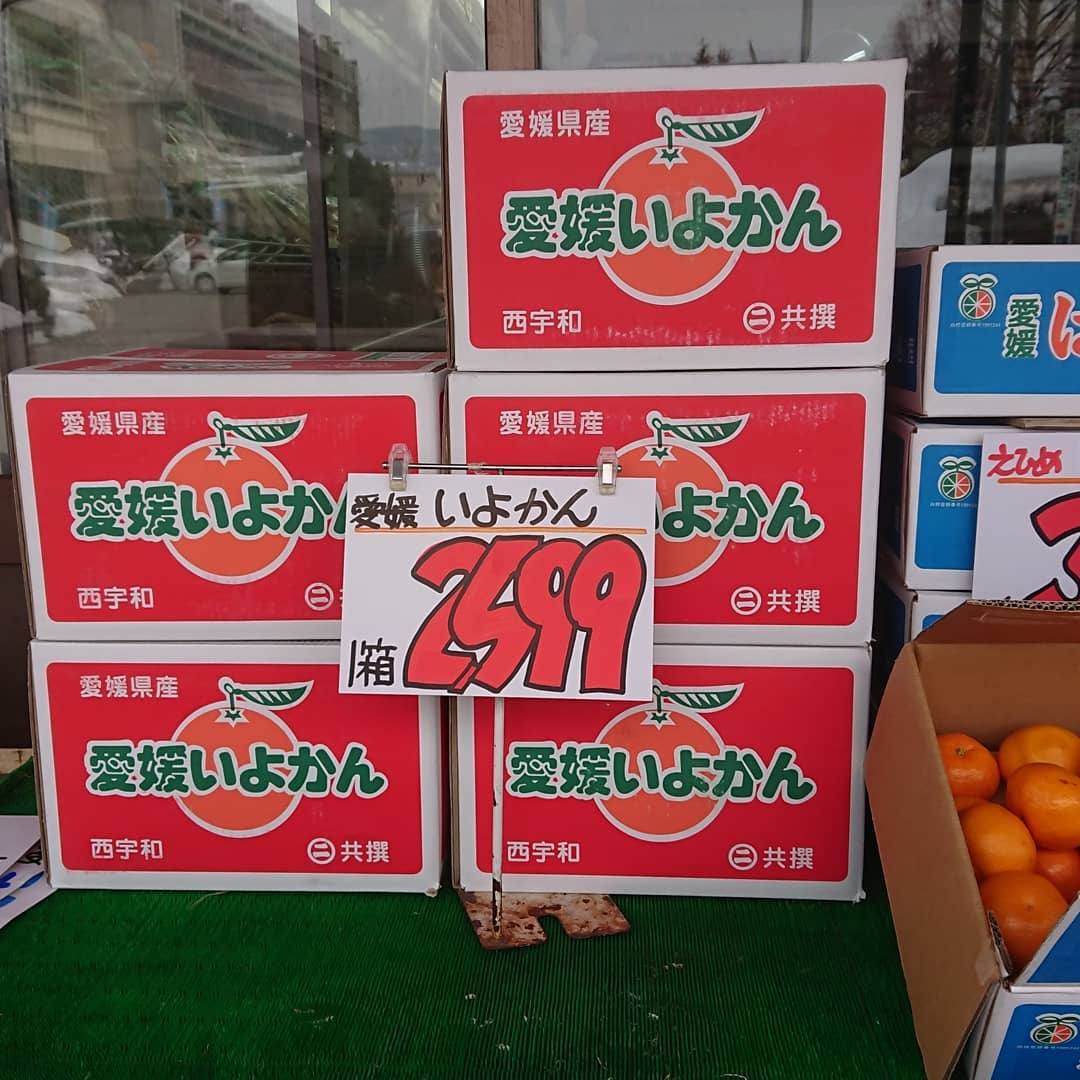 愛媛県産
愛媛いよかん
西宇和
㊁共撰
愛媛県産
愛媛いよかん
西宇和
愛媛県産
よかん
㊁共撰
愛媛 いよかん
1箱 2599
愛媛県産
愛媛いよかん
西宇和
㊁共撰
愛媛いよかん
西宇和
㊁共撰
愛媛
は
えひめ